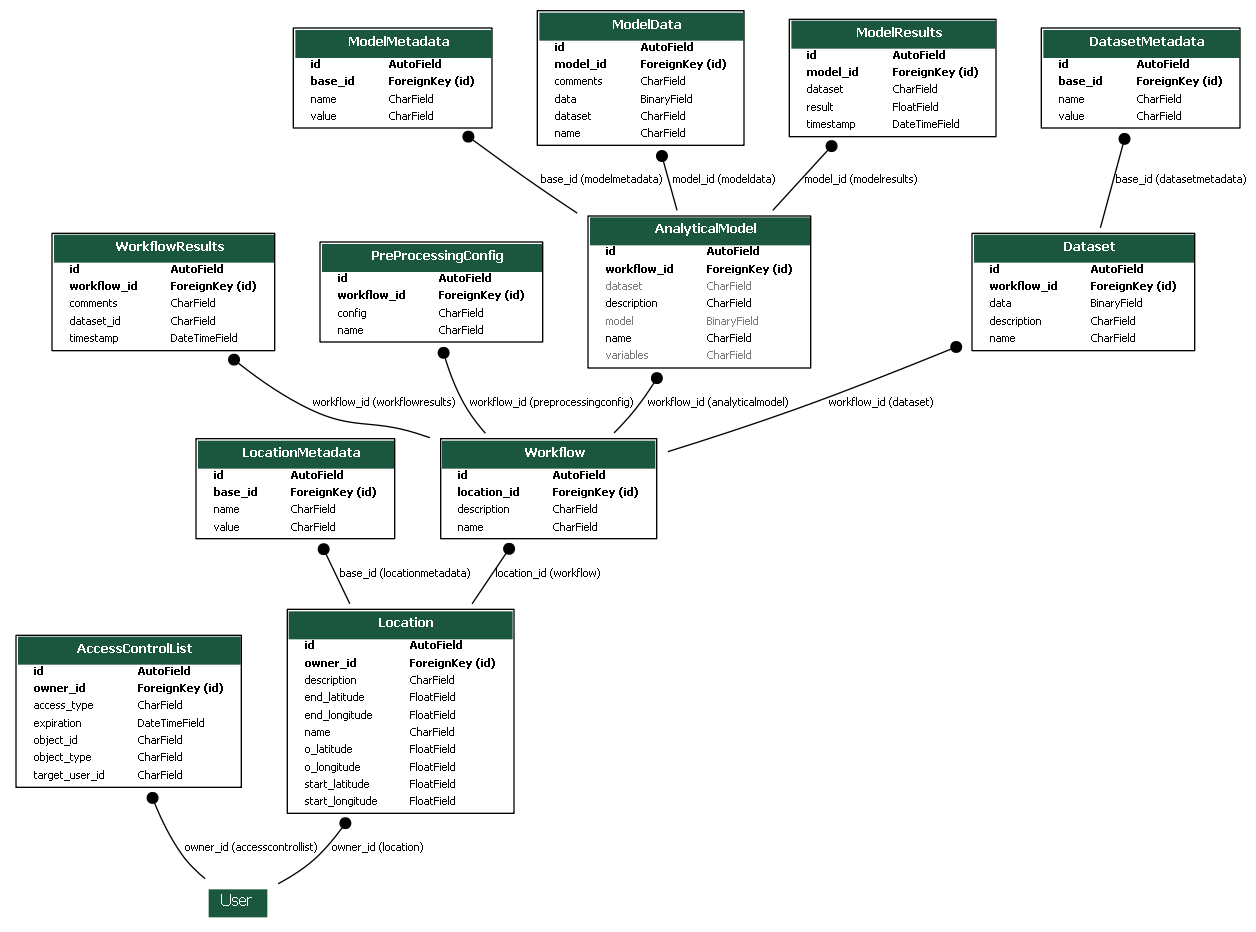 ModelMetadata
id AutoField
base_id ForeignKey (id)
name CharField
value CharField
ModelData
id AutoField
model_id ForeignKey (id)
comments CharField
data BinaryField
dataset CharField
name CharField
ModelResults
id AutoField
model_id ForeignKey (id)
dataset CharField
result FloatField
timestamp DateTimeField
DatasetMetadata
id AutoField
base_id ForeignKey (id)
name CharField
value CharField
base_id (modelmetadata)
model_id (modeldata)
model_id (modelresults)
base_id (datasetmetadata)
WorkflowResults
id AutoField
workflow_id ForeignKey (id)
comments CharField
dataset_id CharField
timestamp DateTimeField
PreProcessingConfig
id AutoField
workflow_id ForeignKey (id)
config CharField
name CharField
AnalyticalModel
id AutoField
workflow_id ForeignKey (id)
dataset CharField
description CharField
model BinaryField
name CharField
variables CharField
Dataset
id AutoField
workflow_id ForeignKey (id)
data BinaryField
description CharField
name CharField
workflow_id (workflowresults)
workflow_id (preprocessingconfig)
workflow_id (analyticalmodel)
workflow_id (dataset)
LocationMetadata
id AutoField
base_id ForeignKey (id)
name CharField
value CharField
Workflow
id AutoField
location_id ForeignKey (id)
description CharField
name CharField
base_id (locationmetadata)
location_id (workflow)
AccessControlList
id AutoField
owner_id ForeignKey (id)
access_type CharField
expiration DateTimeField
object_id CharField
object_type CharField
target_user_id CharField
Location
id AutoField
owner_id ForeignKey (id)
description CharField
end_latitude FloatField
end_longitude FloatField
name CharField
o_latitude FloatField
o_longitude FloatField
start_latitude FloatField
start_longitude FloatField
owner_id (accesscontrollist)
owner_id (location)
User